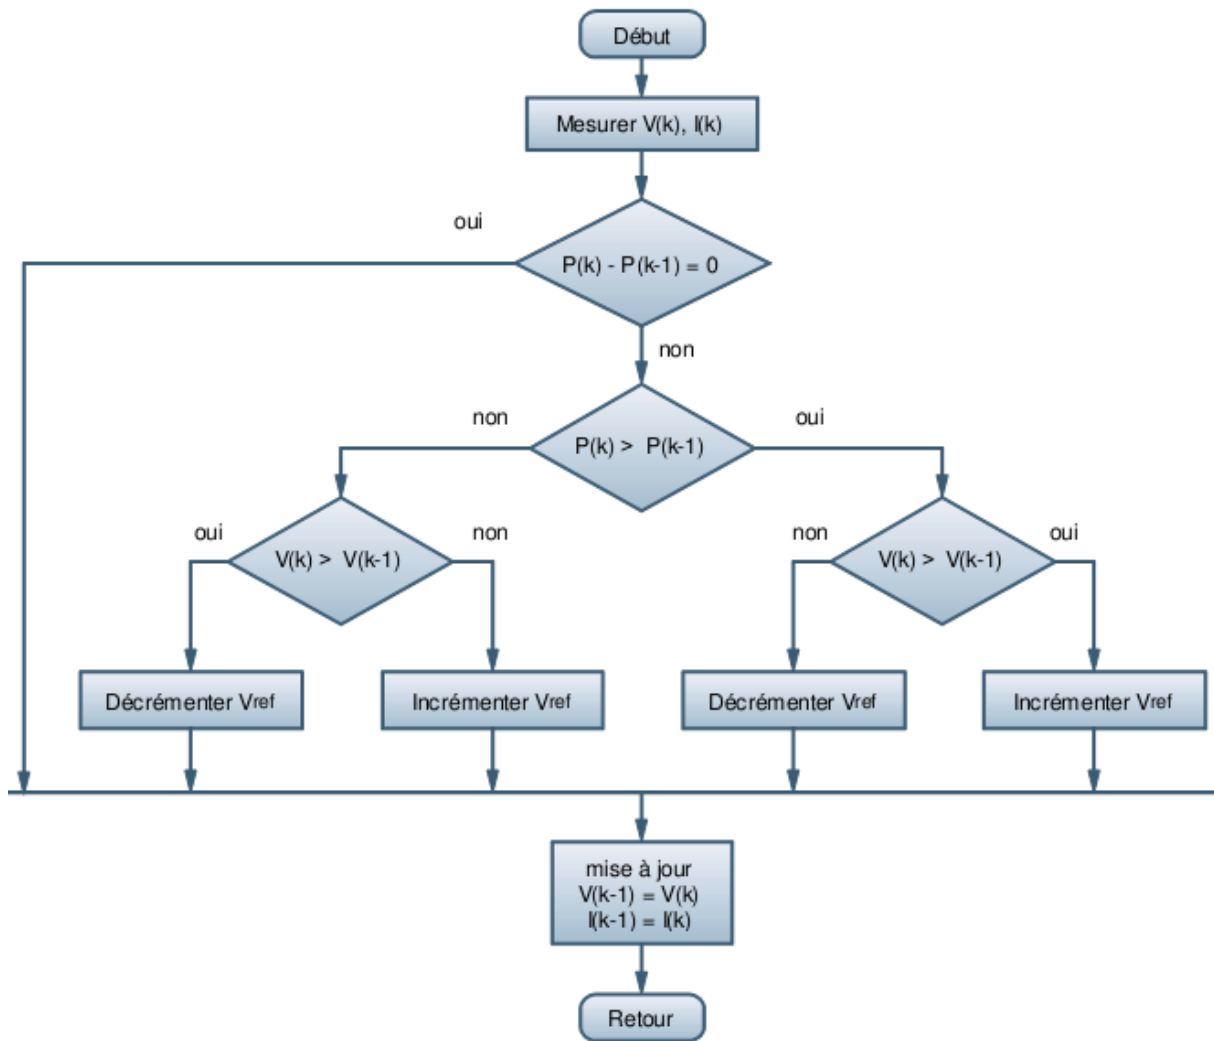 Début
Mesurer V(k), I(k)
oui
P(k) - P(k-1) = 0
non
non
oui
P(k) > P(k-1)
oui
non
non
oui
V(k) > V(k-1)
V(k) > V(k-1)
Décrémenter Vref
Incrémenter Vref
Décrémenter Vref
Incrémenter Vref
mise à jour
V(k-1) = V(k)
I(k-1) = I(k)
Retour